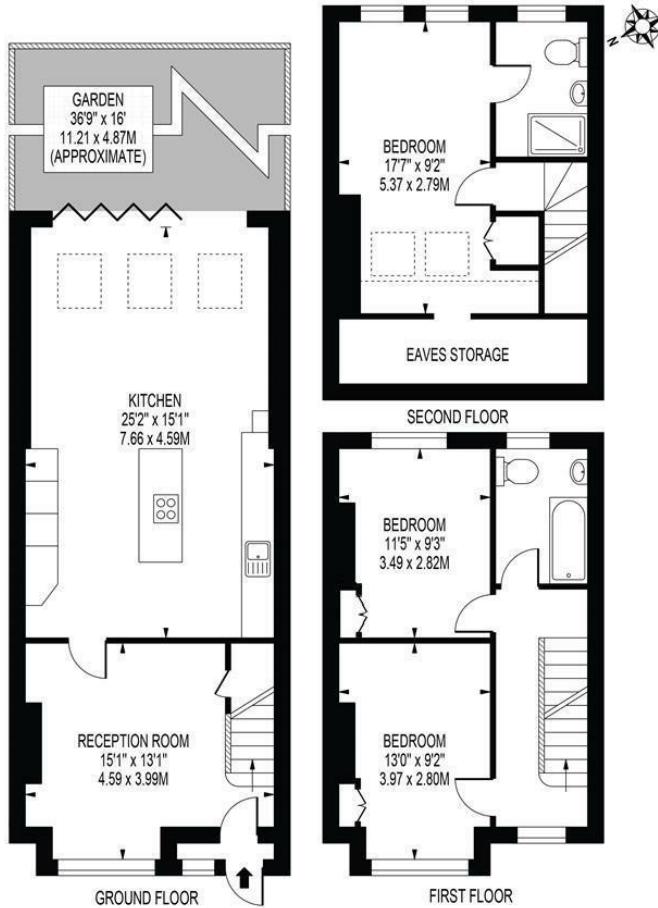 GARDEN
36'9" x 16'
11.21 x 4.87M
(APPROXIMATE)
KITCHEN
25'2" x 15'1"
7.66 x 4.59M
RECEPTION ROOM
15'1" x 13'1"
4.59 x 3.99M
GROUND FLOOR
N
BEDROOM
17'7" x 9'2"
5.37 x 2.79M
EAVES STORAGE
SECOND FLOOR
BEDROOM
11'5" x 9'3"
3.49 x 2.82M
BEDROOM
13'0" x 9'2"
3.97 x 2.80M
FIRST FLOOR